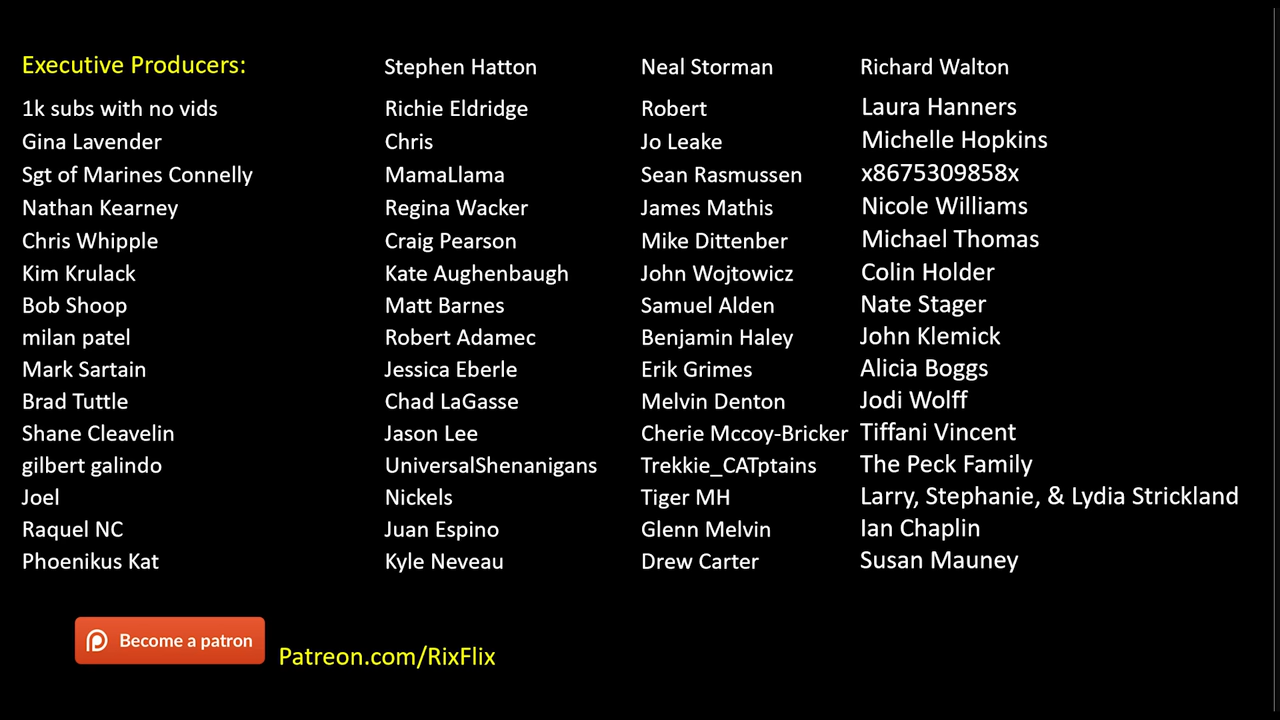 Executive Producers:
1k subs with no vids
Gina Lavender
Sgt of Marines Connelly
Nathan Kearney
Chris Whipple
Kim Krulack
Bob Shoop
milan patel
Mark Sartain
Brad Tuttle
Shane Cleavelin
gilbert galindo
Joel
Raquel NC
Phoenikus Kat
Stephen Hatton
Richie Eldridge
Chris
MamaLlama
Regina Wacker
Craig Pearson
Kate Aughenbaugh
Matt Barnes
Robert Adamec
Jessica Eberle
Chad LaGasse
Jason Lee
UniversalShenanigans
Nickels
Juan Espino
Kyle Neveau
Neal Storman
Robert
Jo Leake
Sean Rasmussen
James Mathis
Mike Dittenber
John Wojtowicz
Samuel Alden
Benjamin Haley
Erik Grimes
Melvin Denton
Cherie Mccoy-Bricker
Trekkie_CATptains
Tiger MH
Glenn Melvin
Drew Carter
Richard Walton
Laura Hanners
Michelle Hopkins
x8675309858x
Nicole Williams
Michael Thomas
Colin Holder
Nate Stager
John Klemick
Alicia Boggs
Jodi Wolff
Tiffani Vincent
The Peck Family
Larry, Stephanie, & Lydia Strickland
Ian Chaplin
Susan Mauney
Become a patron
Patreon.com/RixFlix